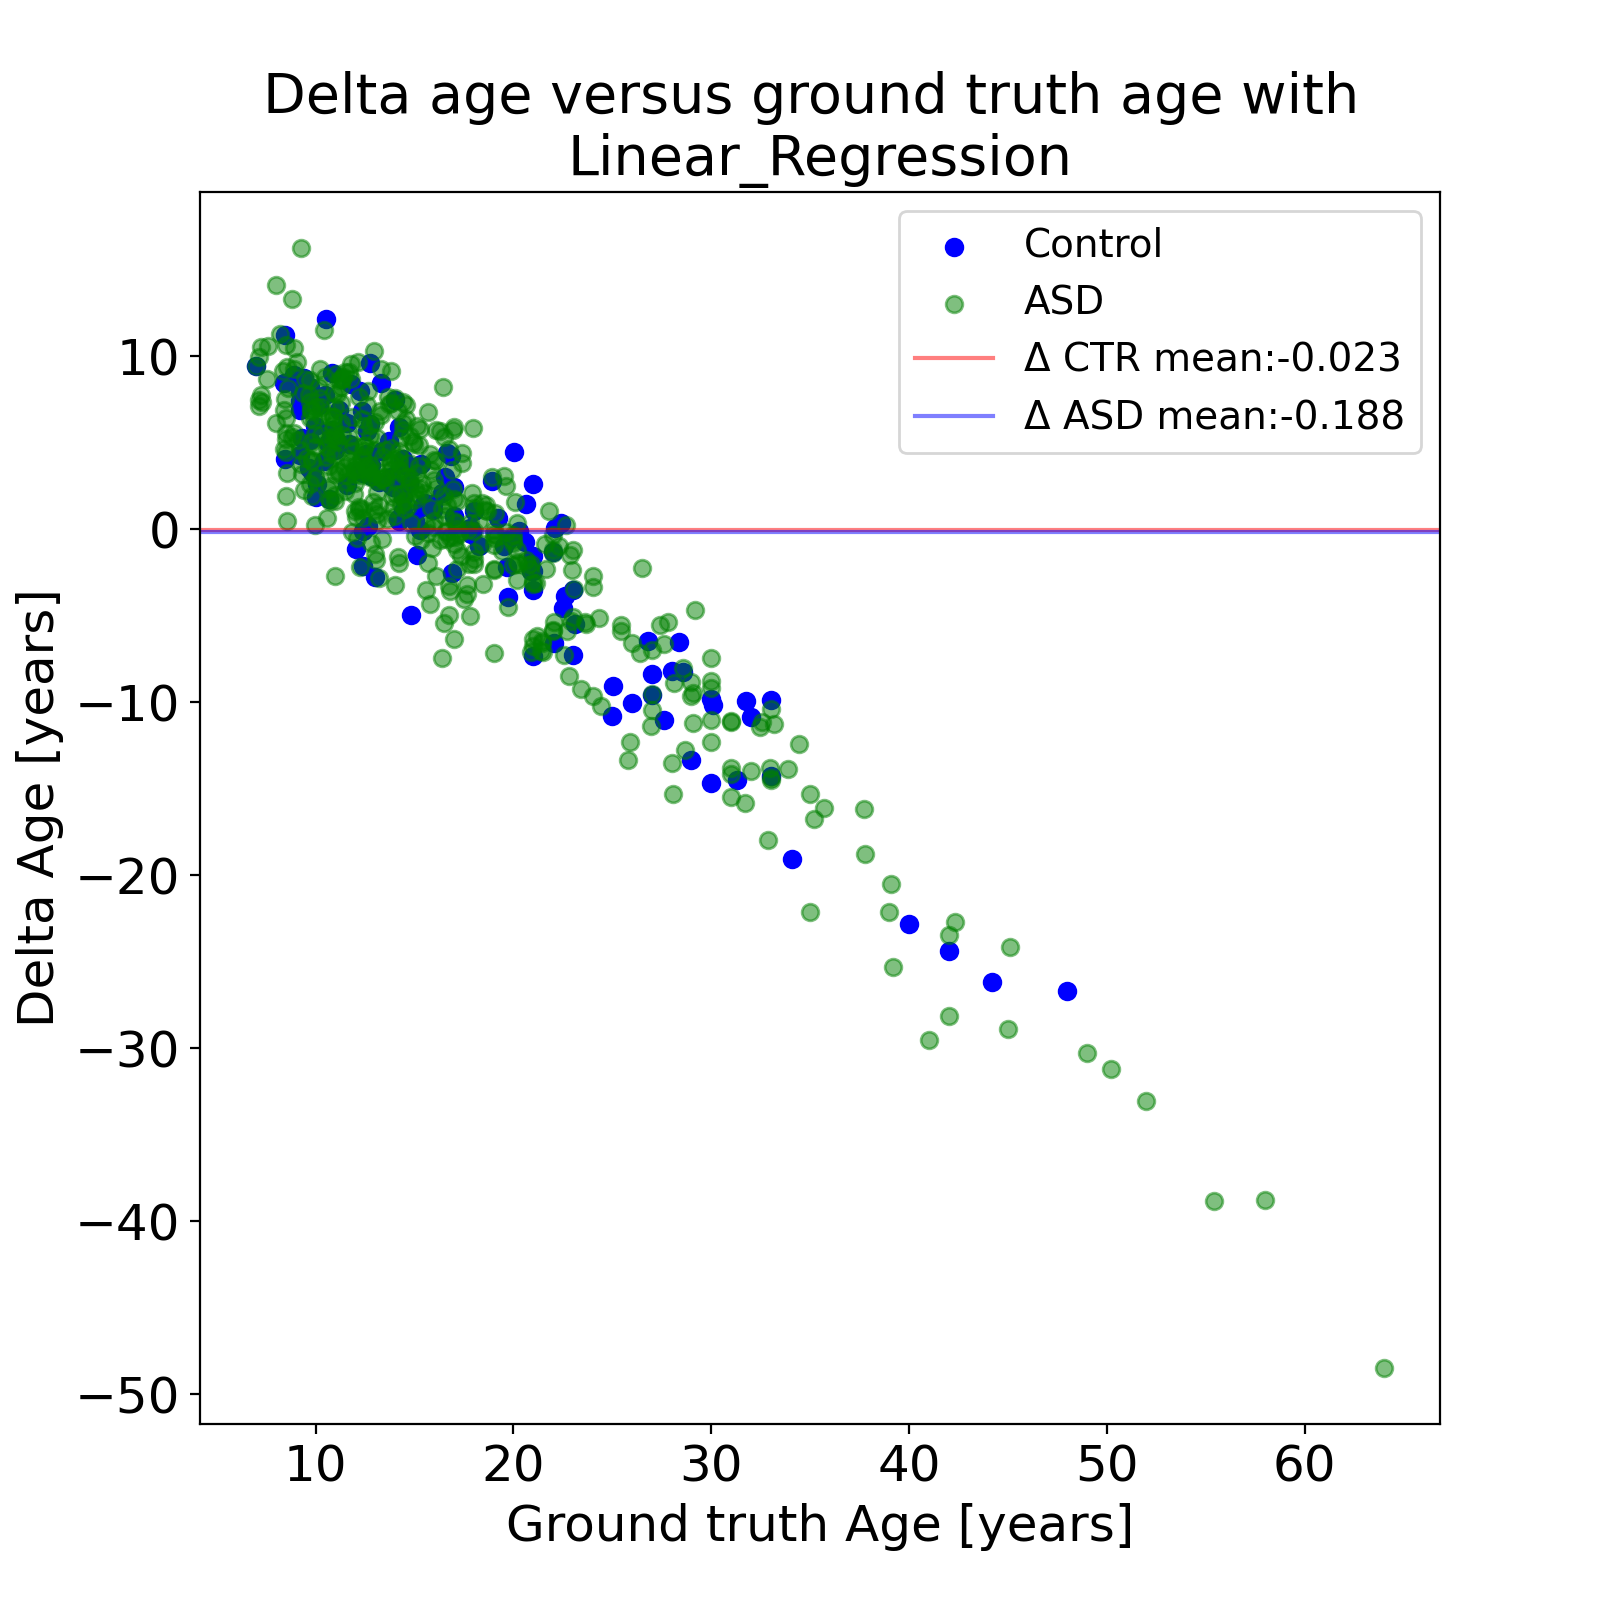 Delta age versus ground truth age with
Linear_Regression
Control
ASD
Δ CTR mean:-0.023
Δ ASD mean:-0.188
10
0
−10
−20
−30
−40
−50
Delta Age [years]
10 20 30 40 50 60
Ground truth Age [years]